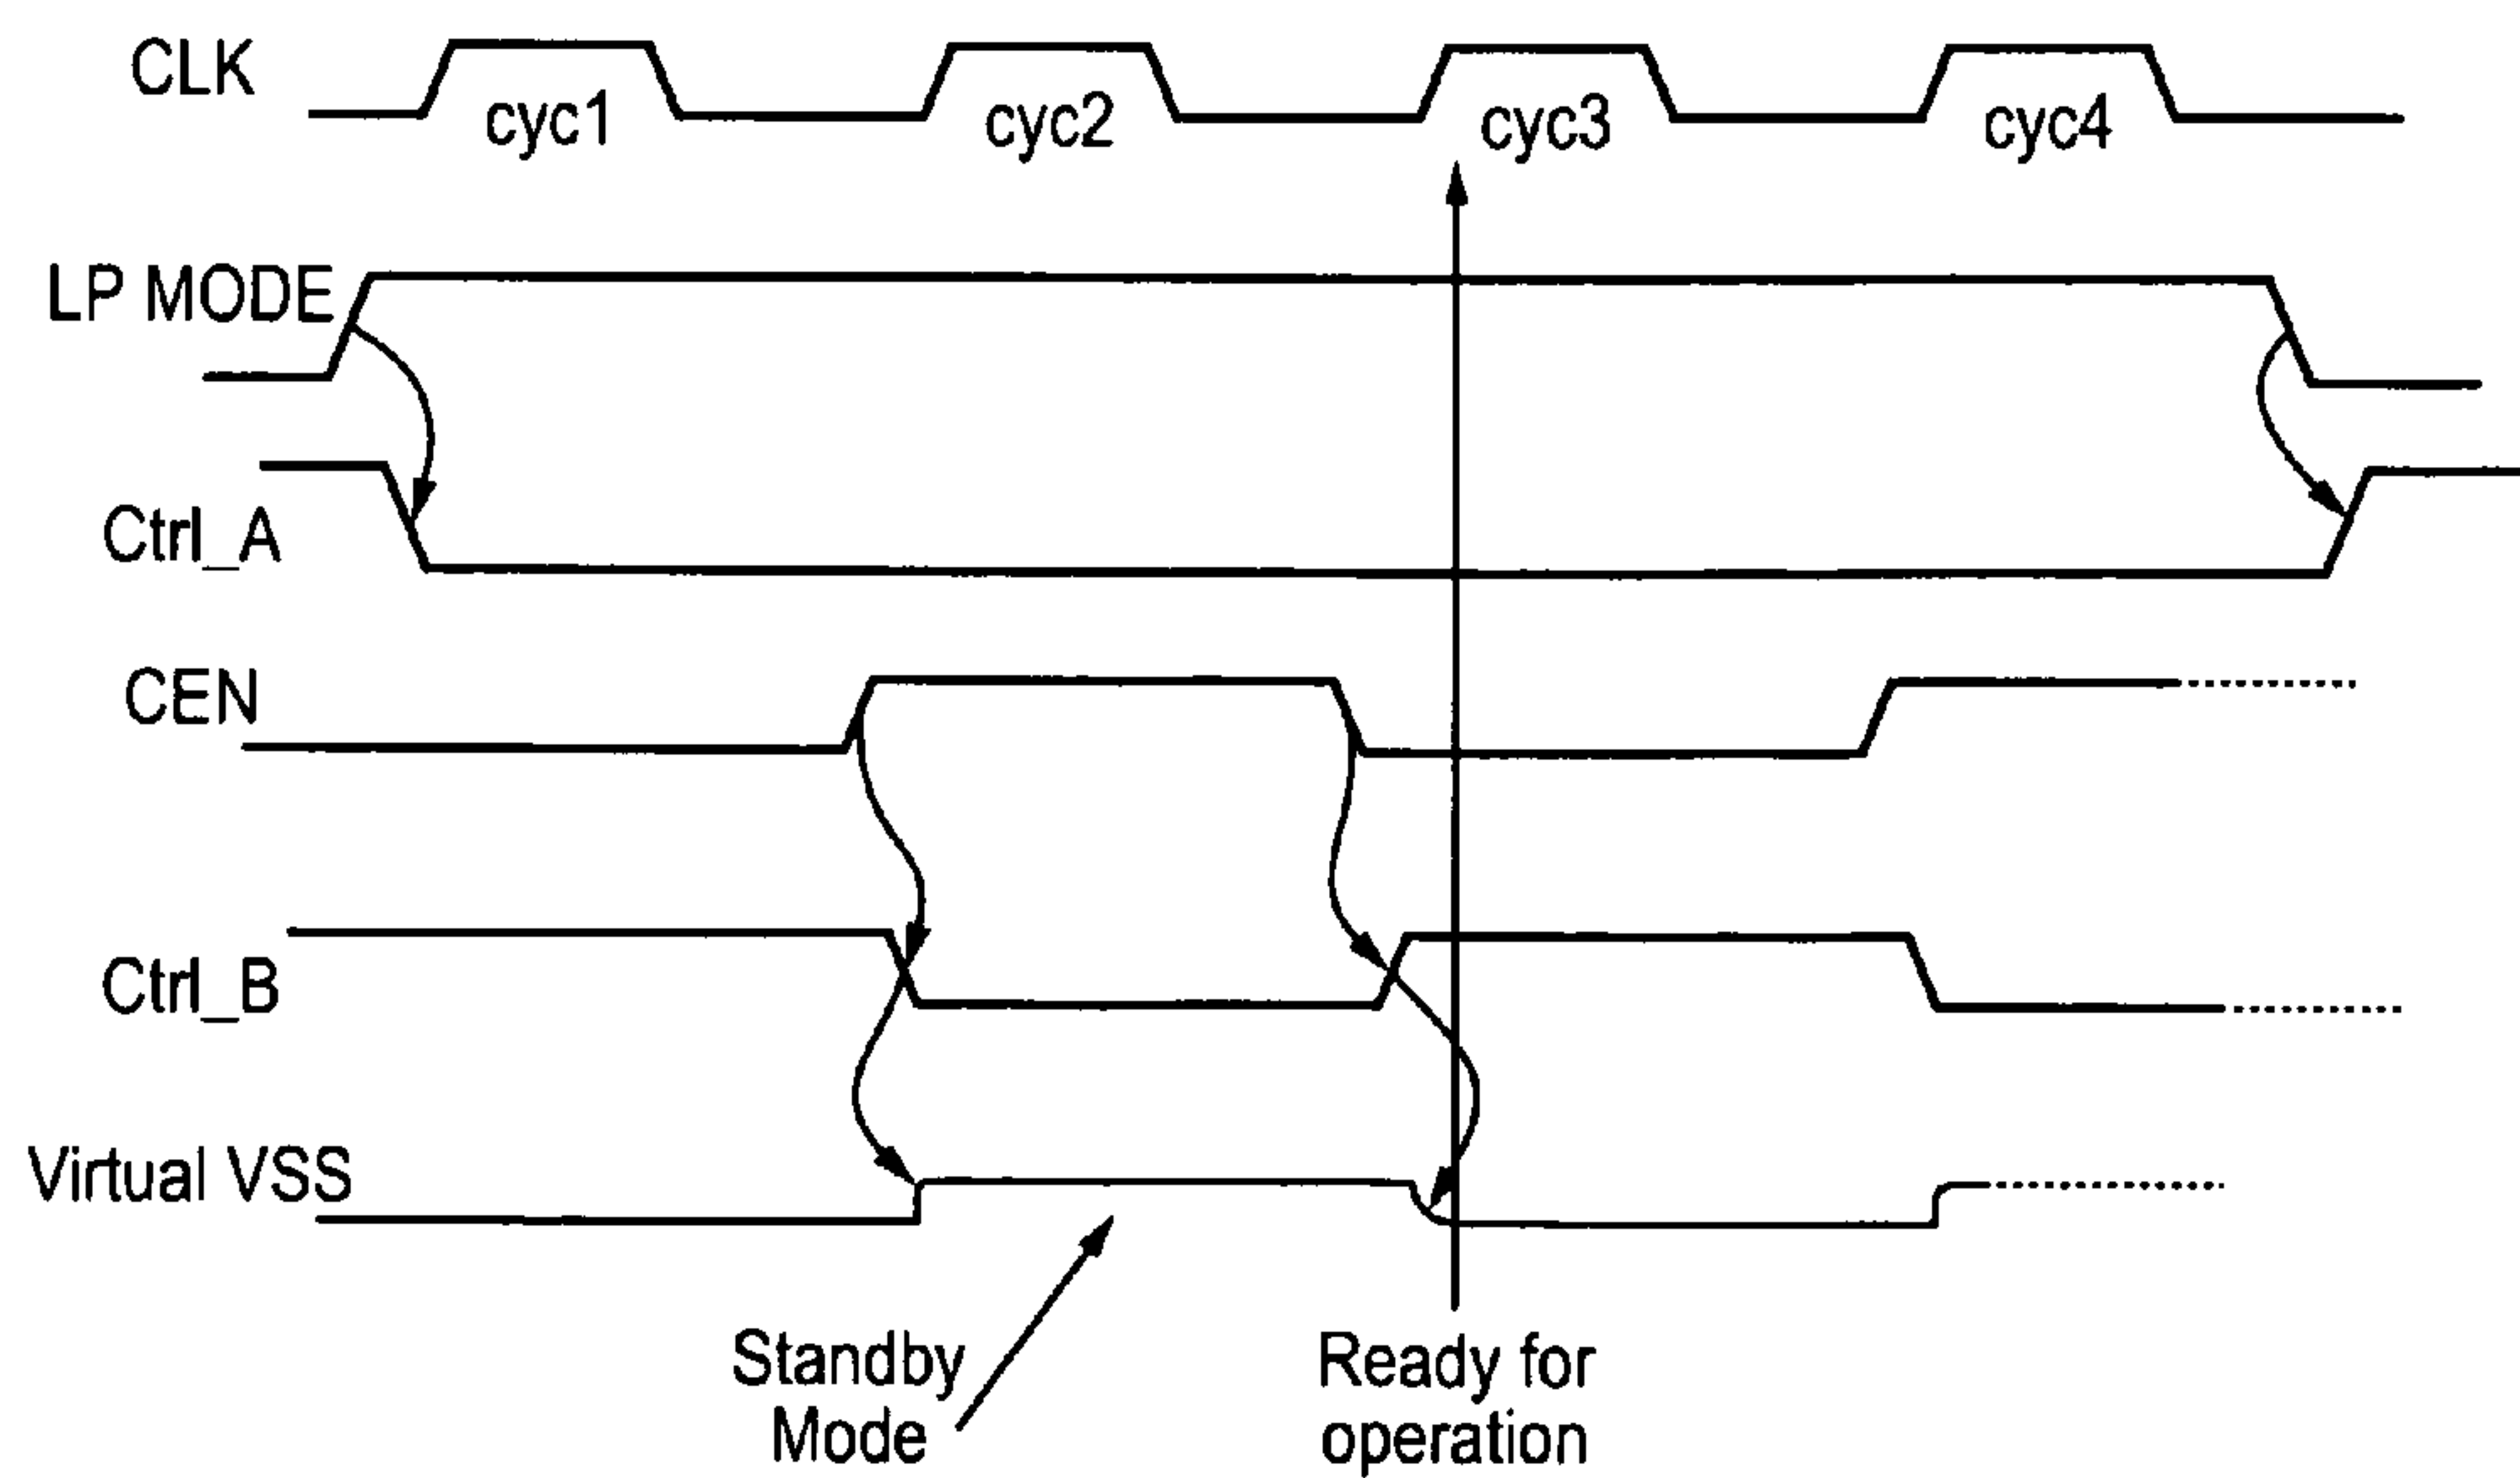 CLK
cyc1 cyc2 cyc3 cyc4
LP MODE
Ctrl_A
CEN
Ctrl_B
Virtual VSS
Standby
Mode
Ready for
operation